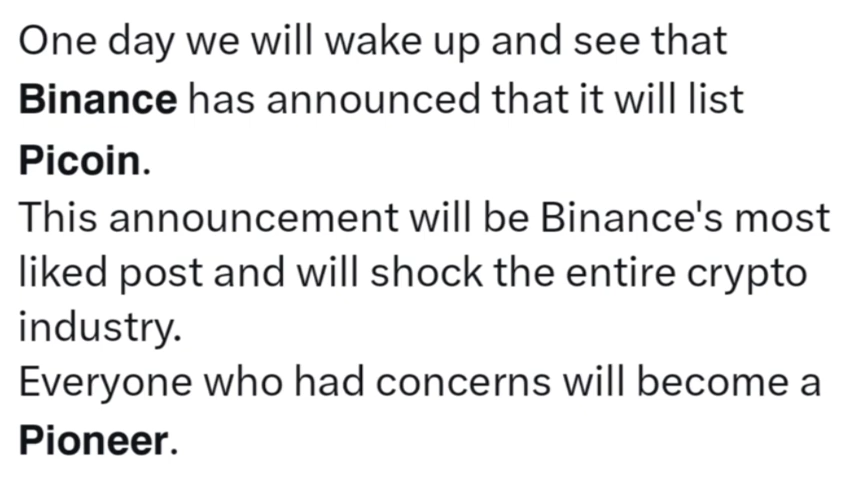 One day we will wake up and see that
Binance has announced that it will list
Picoin.
This announcement will be Binance's most
liked post and will shock the entire crypto
industry.
Everyone who had concerns will become a
Pioneer.